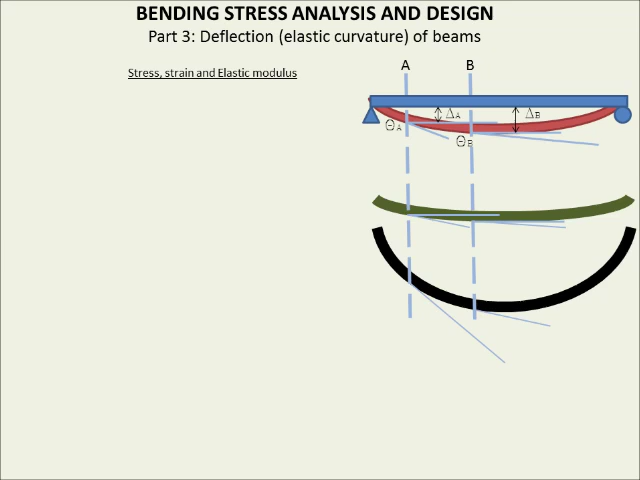 BENDING STRESS ANALYSIS AND DESIGN
Part 3: Deflection (elastic curvature) of beams
Stress, strain and Elastic modulus
A B
ΔA ΔB
ΘA
ΘB